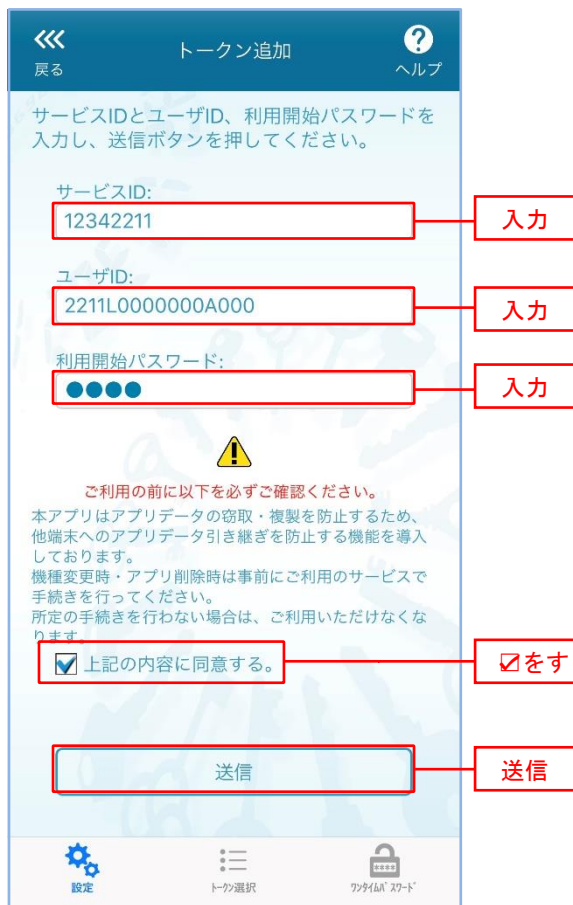 トークン追加
戻る
ヘルプ
サービスIDとユーザID、利用開始パスワードを
入力し、送信ボタンを押してください。
サービスID:
12342211
入力
ユーザID:
2211L0000000A000
入力
利用開始パスワード:
●●●●
入力
ご利用の前に以下を必ずご確認ください。
本アプリはアプリデータの窃取・複製を防止するため、
他端末へのアプリデータ引き継ぎを防止する機能を導入
しております。
機種変更時・アプリ削除時は事前にご利用のサービスで
手続きを行ってください。
所定の手続きを行わない場合は、ご利用いただけなくな
ります。
上記の内容に同意する。
☑をす
送信
送信
設定
トークン選択
ワンタイムパスワード